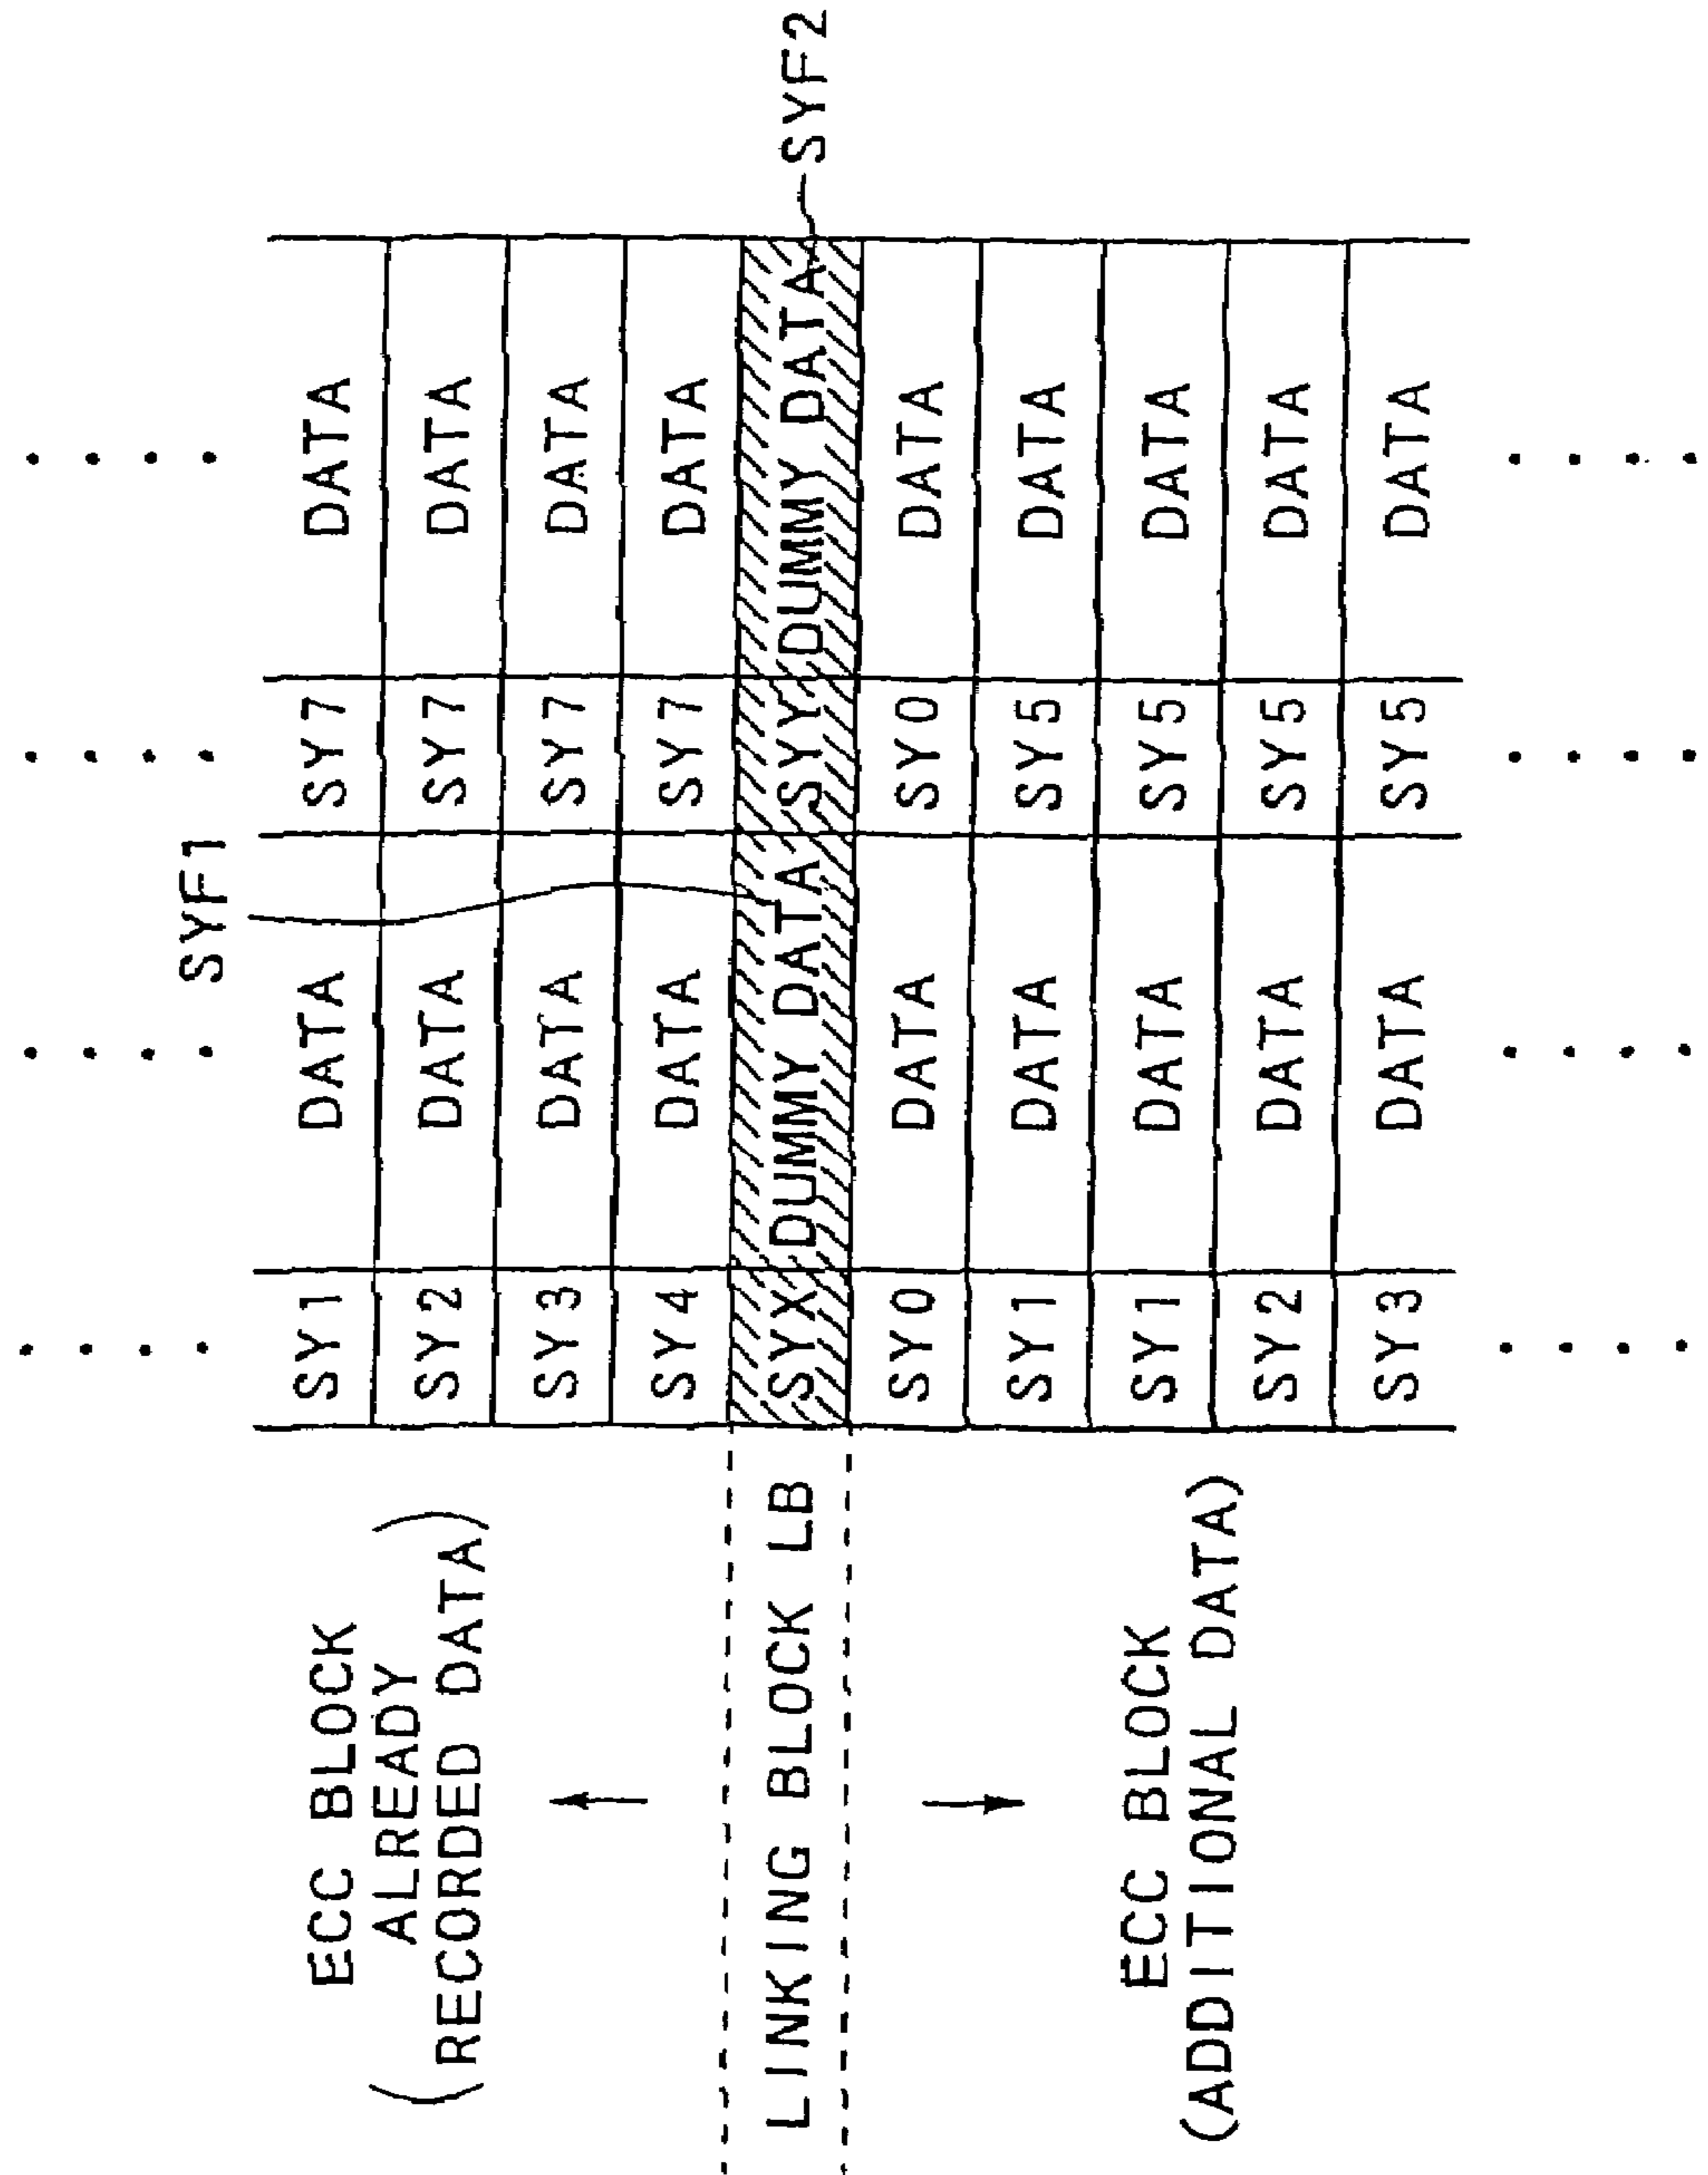 SYF1
ECC BLOCK
ALREADY
(RECORDED DATA)
SY1 DATA SY7 DATA
SY2 DATA SY7 DATA
SY3 DATA SY7 DATA
SY4 DATA SY7 DATA
LINKING BLOCK LB
SYX DUMMY DATA SYY DUMMY DATA
SYF2
ECC BLOCK
(ADDITIONAL DATA)
SY0 DATA SY0 DATA
SY1 DATA SY5 DATA
SY1 DATA SY5 DATA
SY2 DATA SY5 DATA
SY3 DATA SY5 DATA